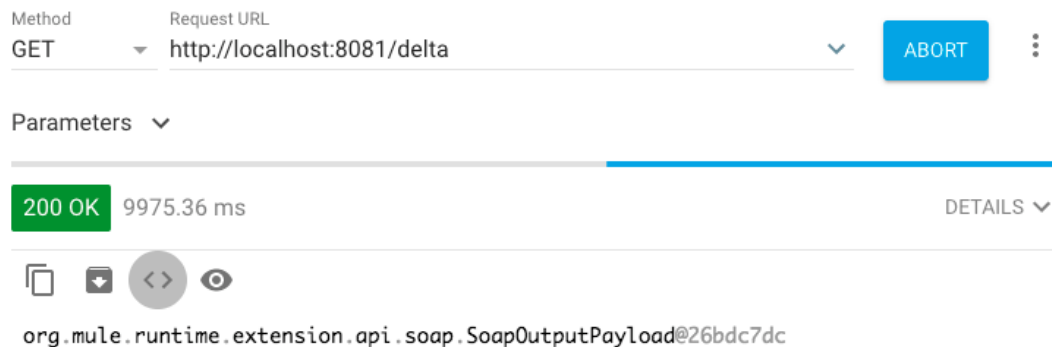 Method Request URL
GET http://localhost:8081/delta ABORT
Parameters
200 OK 9975.36 ms DETAILS
org.mule.runtime.extension.api.soap.SoapOutputPayload@26bdc7dc